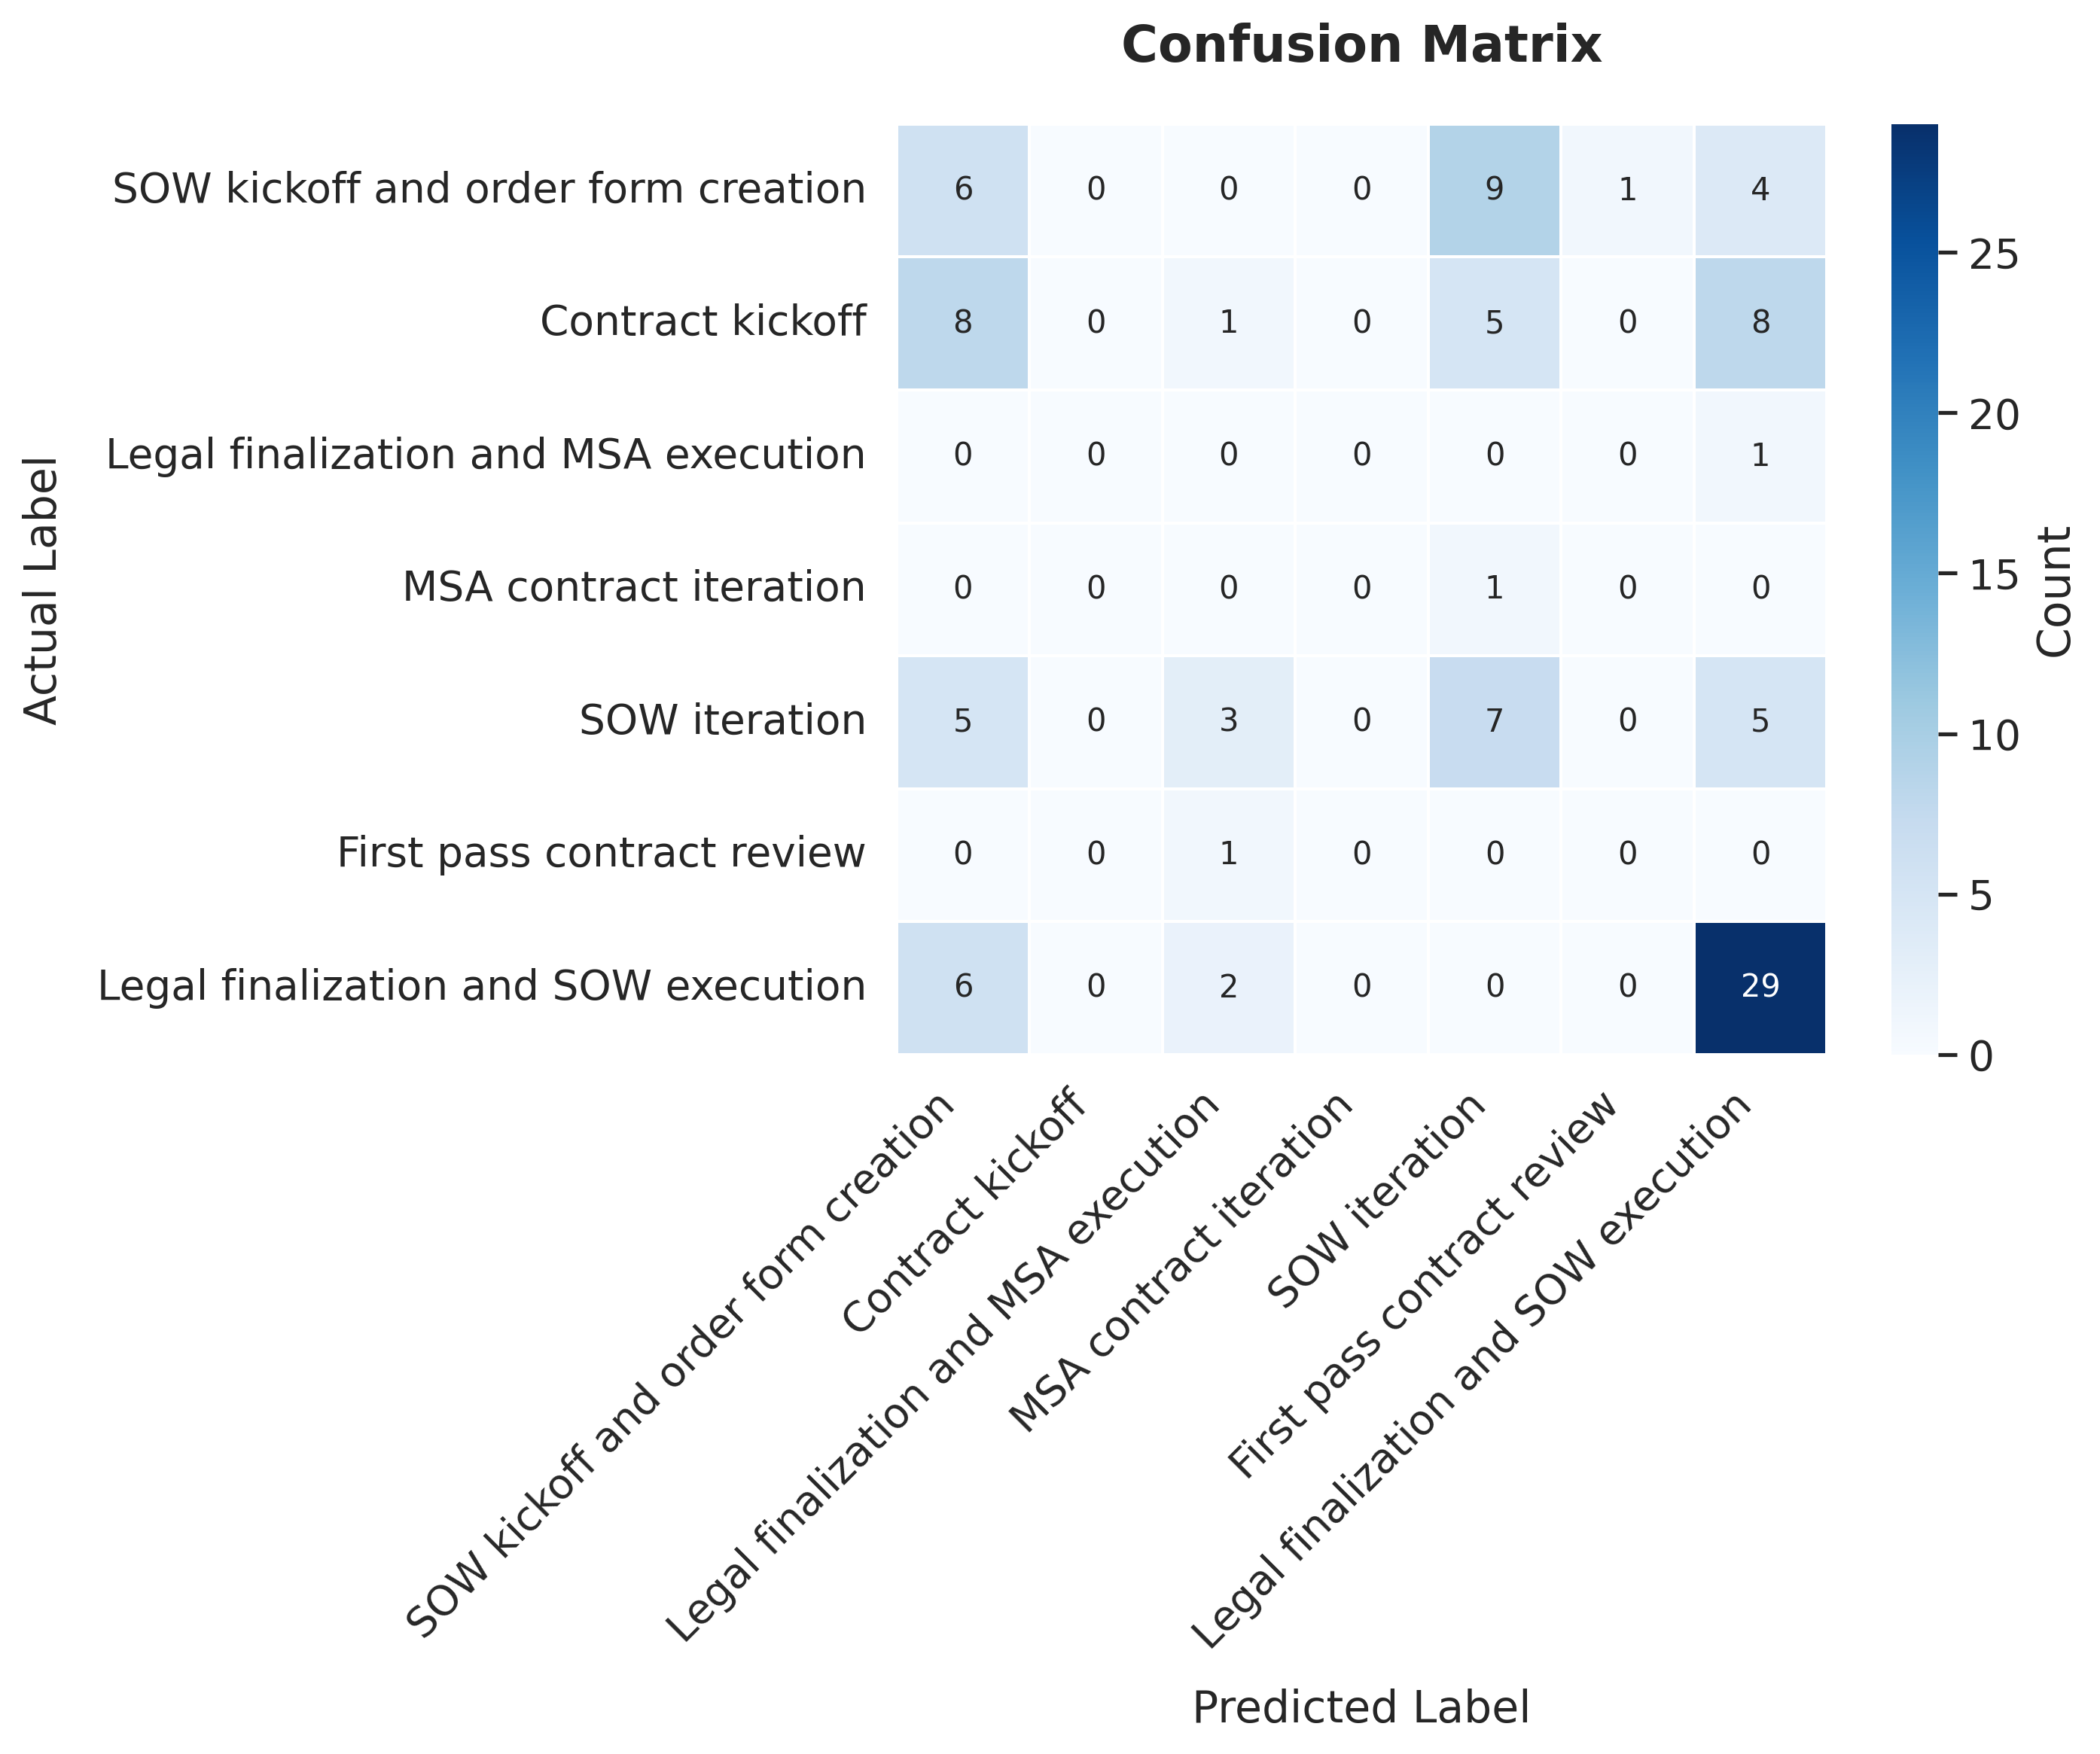 Confusion Matrix
Actual Label
SOW kickoff and order form creation 6 0 0 0 9 1 4
Contract kickoff 8 0 1 0 5 0 8
Legal finalization and MSA execution 0 0 0 0 0 0 1
MSA contract iteration 0 0 0 0 1 0 0
SOW iteration 5 0 3 0 7 0 5
First pass contract review 0 0 1 0 0 0 0
Legal finalization and SOW execution 6 0 2 0 0 0 29
SOW kickoff and order form creation
Contract kickoff
Legal finalization and MSA execution
MSA contract iteration
SOW iteration
First pass contract review
Legal finalization and SOW execution
Predicted Label
25
20
15
10
5
0
Count